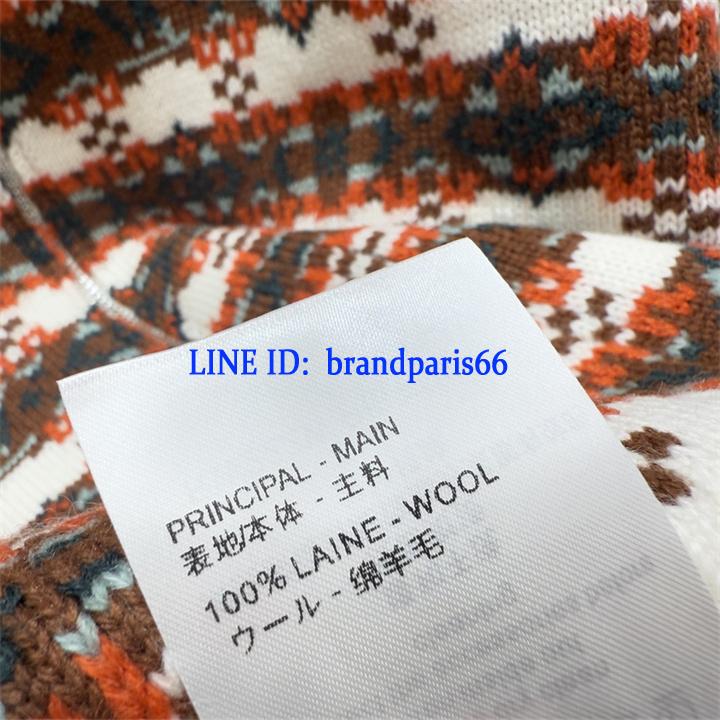 LINE ID: brandparis66
PRINCIPAL - MAIN
表地/本体 - 主料
100% LAINE - WOOL
ウール - 绵羊毛